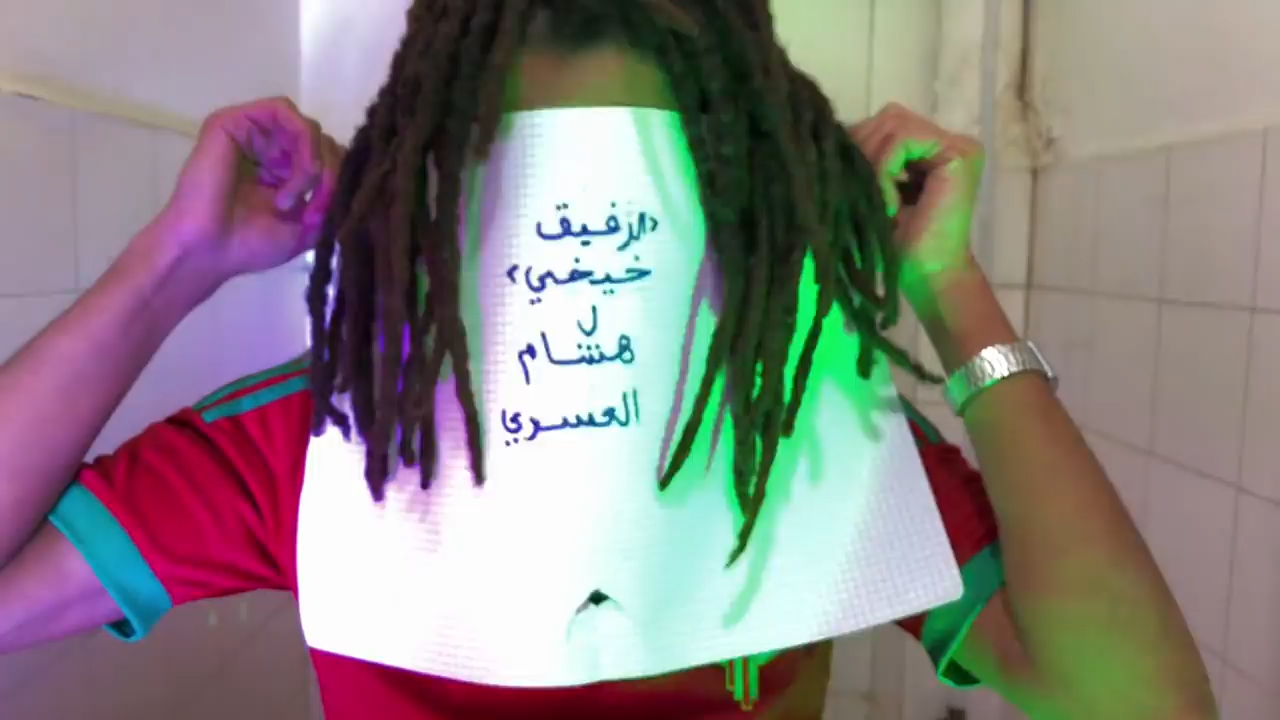 «الرفيق
خيخي»
ل
هشام
العسري